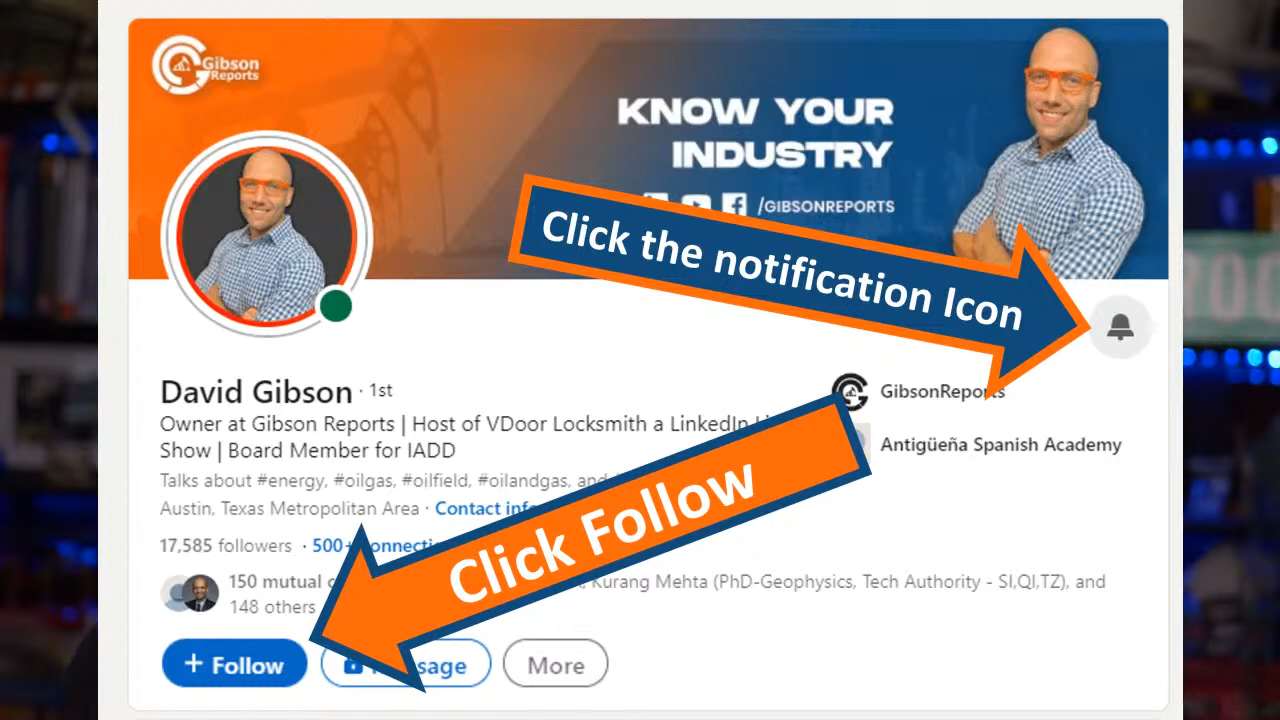 Gibson
Reports
KNOW YOUR
INDUSTRY
/GIBSONREPORTS
Click the notification Icon
David Gibson · 1st
Owner at Gibson Reports | Host of VDoor Locksmith a LinkedIn
Show | Board Member for IADD
Talks about #energy, #oilgas, #oilfield, #oilandgas, and
Austin, Texas Metropolitan Area · Contact info
17,585 followers · 500+
150 mutual
Kurang Mehta (PhD-Geophysics, Tech Authority - SI,QI,TZ), and
148 others
GibsonReports
Antigüeña Spanish Academy
Click Follow
+ Follow
More